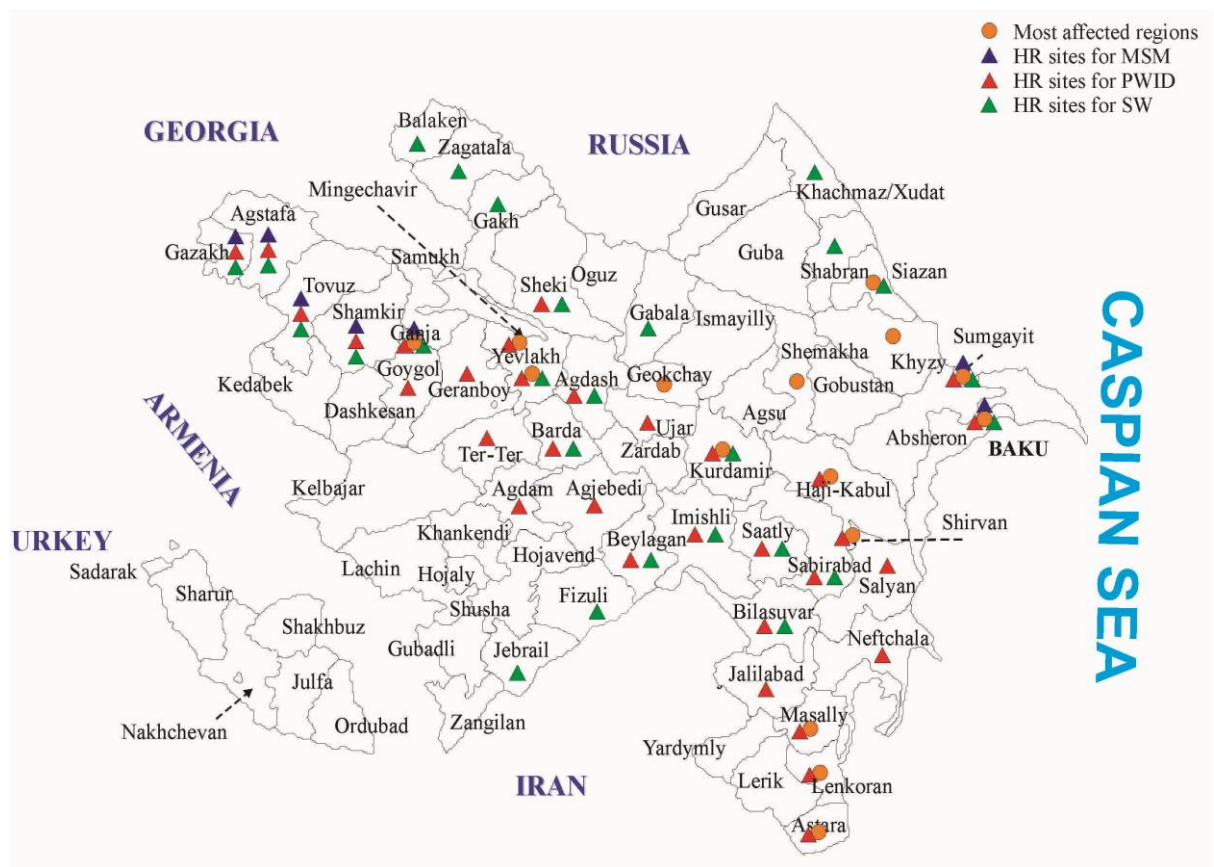 Most affected regions
HR sites for MSM
HR sites for PWID
HR sites for SW
GEORGIA
RUSSIA
Balaken
Zagatala
Mingechavir
Gakh
Khachmaz/Xudat
Gusar
Agstafa
Gazakh
Samukh
Guba
Oguz
Sheki
Shabran
Siazan
Tovuz
Shamkir
Ganja
Gabala
Ismayilly
CASPIAN SEA
Sumgayit
Yevlakh
Shemakha
Khyzy
Goygol
Kedabek
Geranboy
Agdash
Geokchay
Gobustan
Dashkesan
Agsu
ARMENIA
Ujar
Absheron
BAKU
Barda
Zardab
Ter-Ter
Kurdamir
Haji-Kabul
Kelbajar
Agdam
Agjebedi
Khankendi
Imishli
Shirvan
URKEY
Hojavend
Beylagan
Saatly
Sadarak
Lachin
Hojaly
Sabirabad
Salyan
Sharur
Fizuli
Shusha
Bilasuvar
Shakhbuz
Gubadli
Jebrail
Neftchala
Jalilabad
Julfa
Masally
Nakhchevan
Ordubad
Zangilan
Yardymly
IRAN
Lerik
Lenkoran
Astara